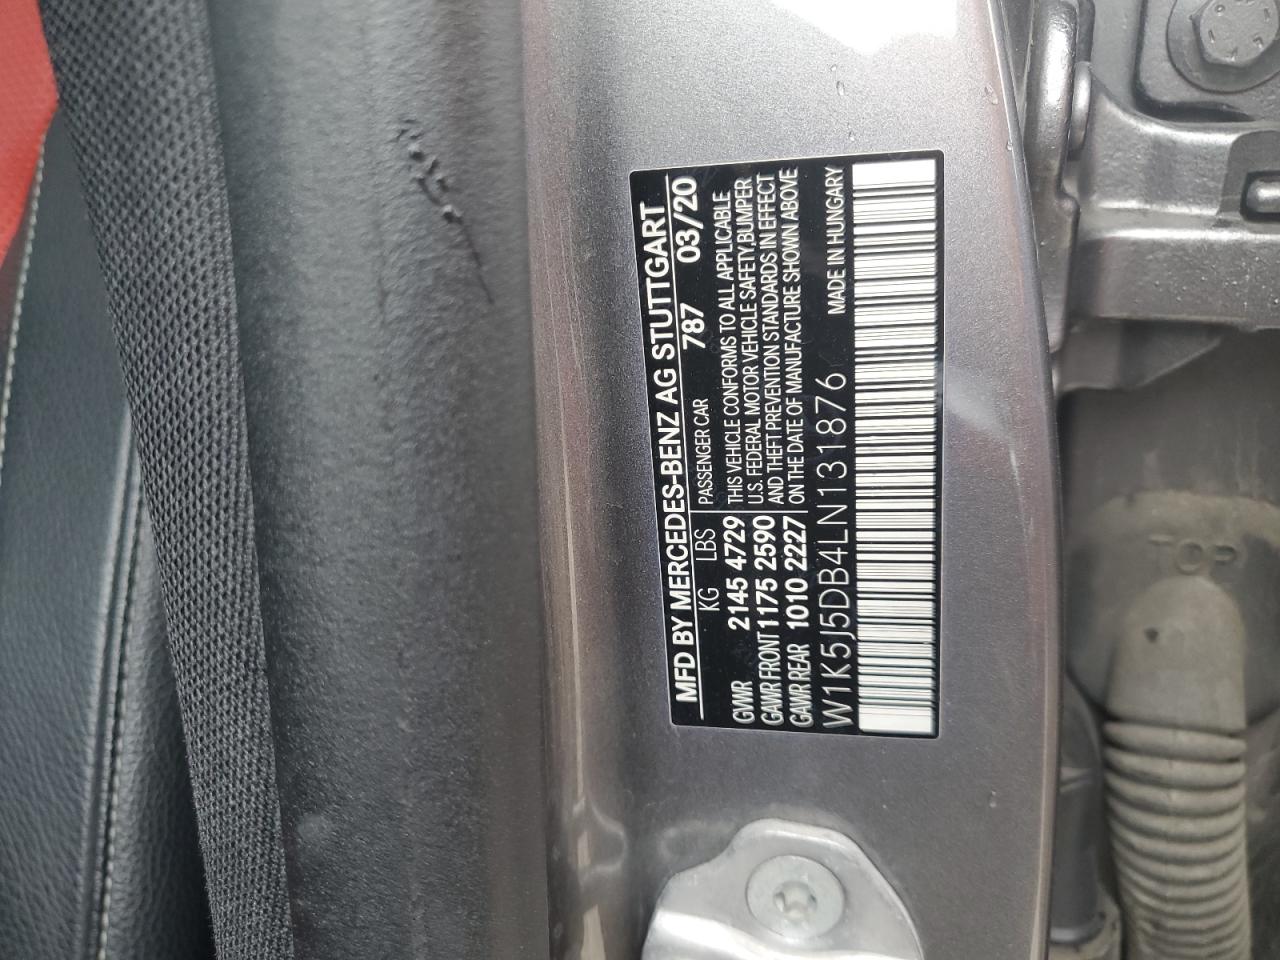 MFD BY MERCEDES-BENZ AG STUTTGART
KG LBS PASSENGER CAR 787 03/20
GVWR 2145 4729 THIS VEHICLE CONFORMS TO ALL APPLICABLE
GAWR FRONT 1175 2590 U.S. FEDERAL MOTOR VEHICLE SAFETY,BUMPER
GAWR REAR 1010 2227 AND THEFT PREVENTION STANDARDS IN EFFECT
ON THE DATE OF MANUFACTURE SHOWN ABOVE
W1K5J5DB4LN131876 MADE IN HUNGARY
TOP